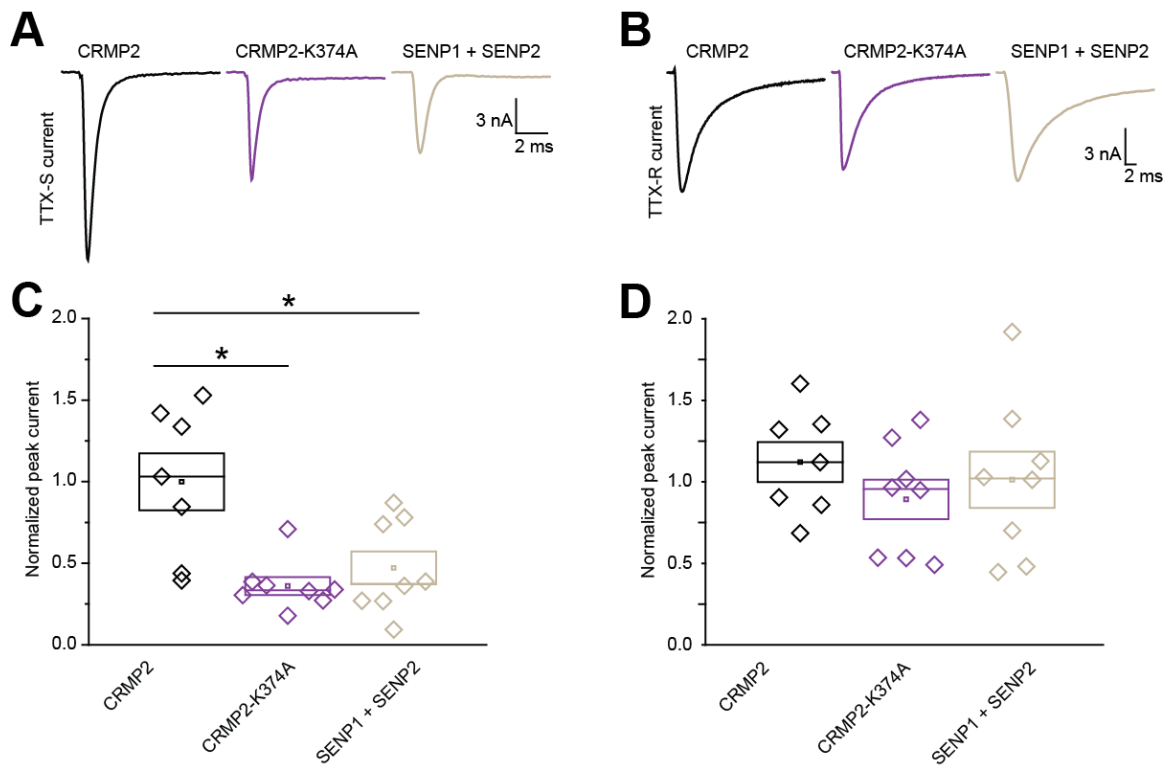 A
CRMP2 CRMP2-K374A SENP1 + SENP2
TTX-S current
3 nA
2 ms
B
CRMP2 CRMP2-K374A SENP1 + SENP2
TTX-R current
3 nA
2 ms
C
*
*
Normalized peak current
2.0
1.5
1.0
0.5
0.0
CRMP2
CRMP2-K374A
SENP1 + SENP2
D
Normalized peak current
2.0
1.5
1.0
0.5
0.0
CRMP2
CRMP2-K374A
SENP1 + SENP2